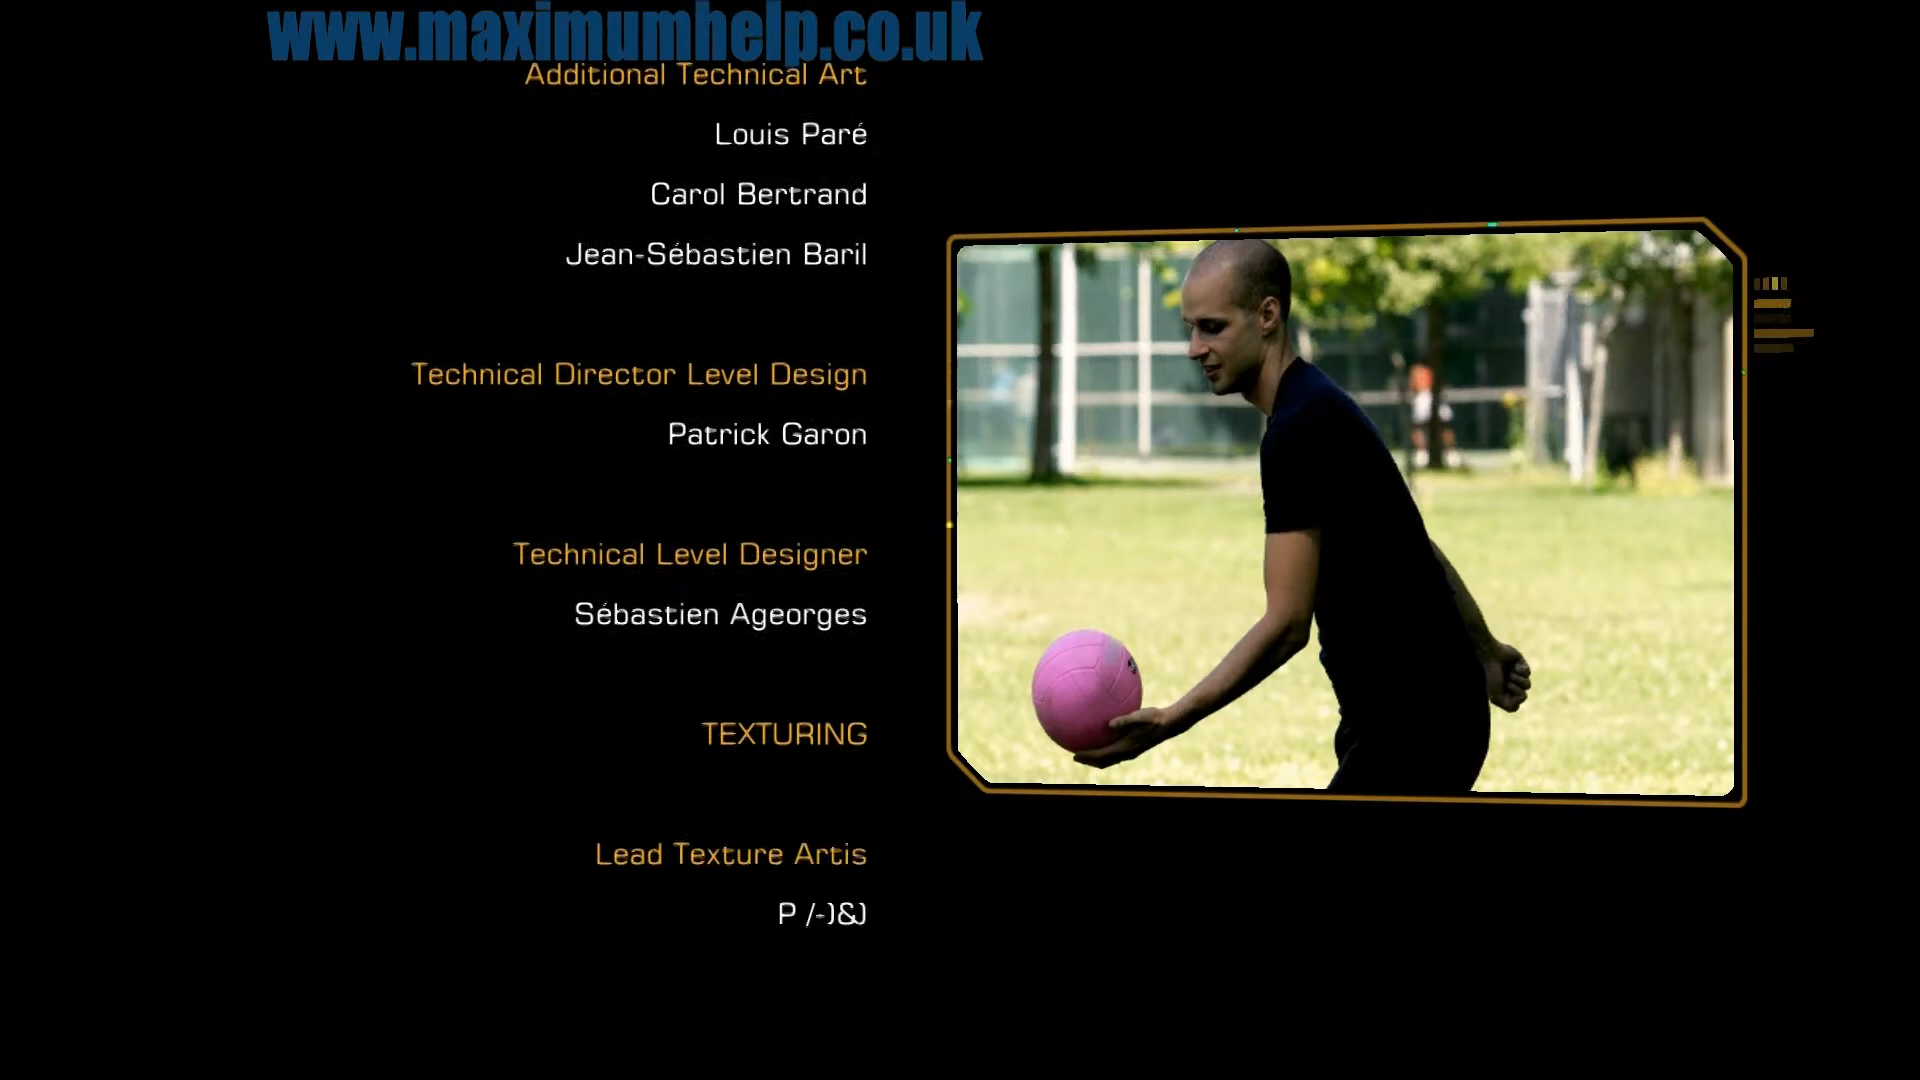 www.maximumhelp.co.uk
Additional Technical Art
Louis Paré
Carol Bertrand
Jean-Sébastien Baril
Technical Director Level Design
Patrick Garon
Technical Level Designer
Sébastien Ageorges
TEXTURING
Lead Texture Artis
P /-)&)